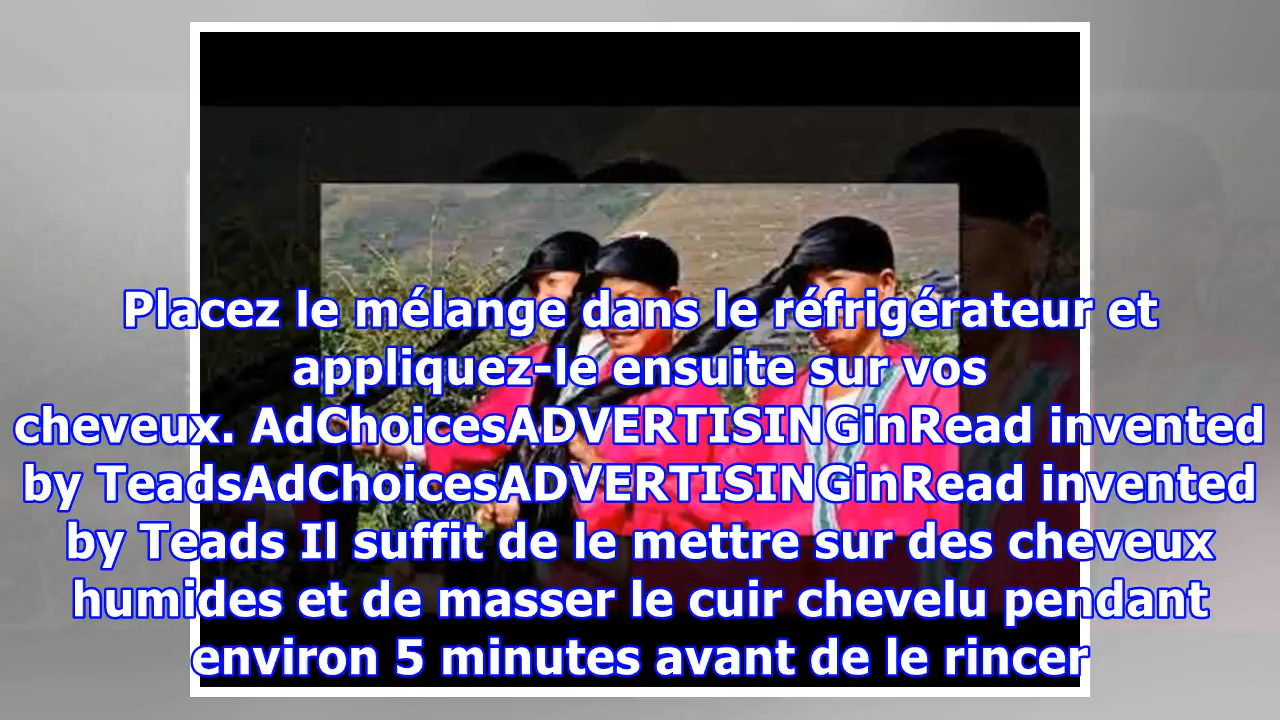 Placez le mélange dans le réfrigérateur et
appliquez-le ensuite sur vos
cheveux. AdChoicesADVERTISINGinRead invented
by TeadsAdChoicesADVERTISINGinRead invented
by Teads Il suffit de le mettre sur des cheveux
humides et de masser le cuir chevelu pendant
environ 5 minutes avant de le rincer